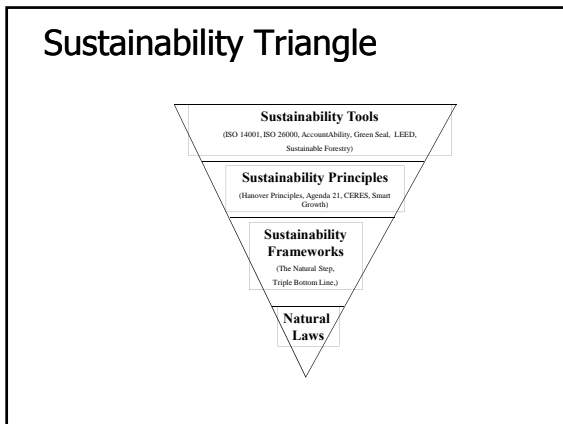 Sustainability Triangle
Sustainability Tools
(ISO 14001, ISO 26000, AccountAbility, Green Seal, LEED,
Sustainable Forestry)
Sustainability Principles
(Hanover Principles, Agenda 21, CERES, Smart
Growth)
Sustainability
Frameworks
(The Natural Step,
Triple Bottom Line,)
Natural
Laws